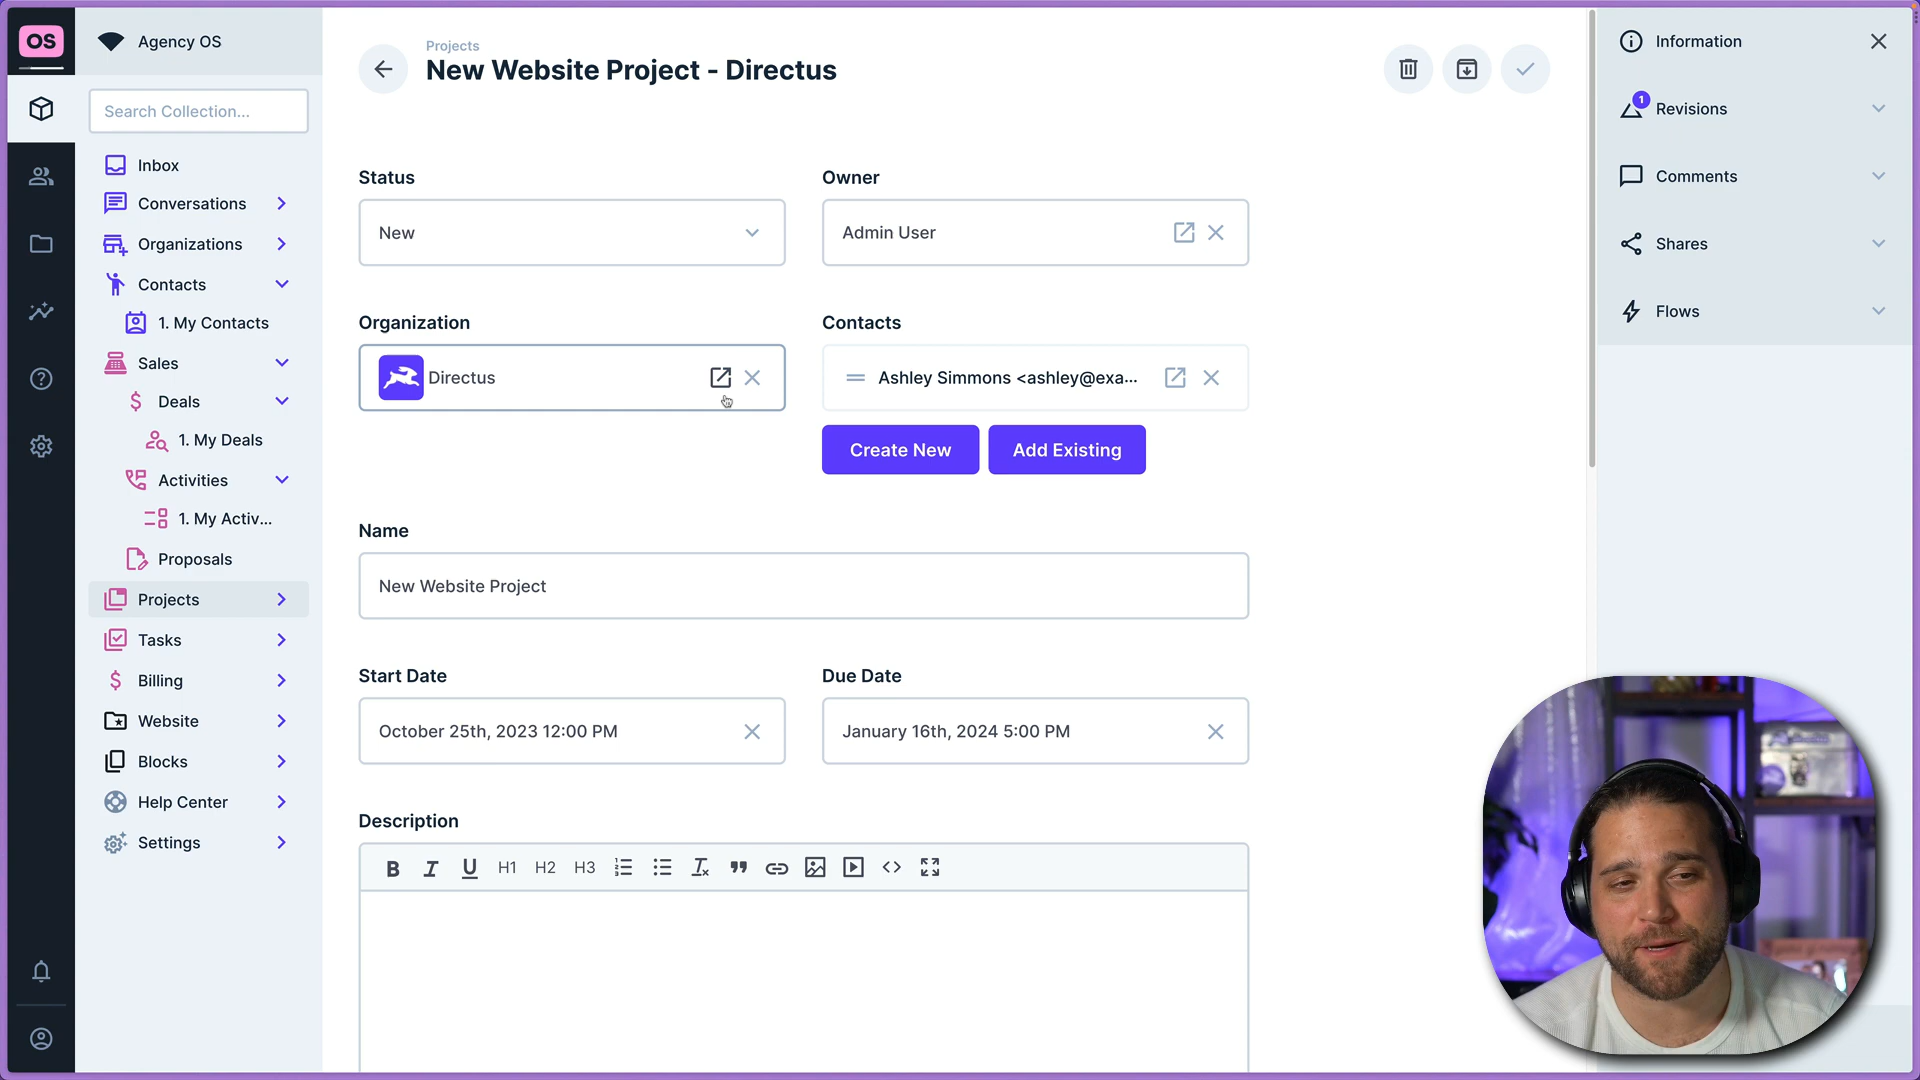 OS
Agency OS
Search Collection...
Inbox
Conversations
Organizations
Contacts
1. My Contacts
Sales
Deals
1. My Deals
Activities
1. My Activ...
Proposals
Projects
Tasks
Billing
Website
Blocks
Help Center
Settings
Projects
New Website Project - Directus
Status
Owner
New
Admin User
Organization
Contacts
Directus
Ashley Simmons <ashley@exa...
Create New
Add Existing
Name
New Website Project
Start Date
Due Date
October 25th, 2023 12:00 PM
January 16th, 2024 5:00 PM
Description
B I U H1 H2 H3
Information
1
Revisions
Comments
Shares
Flows